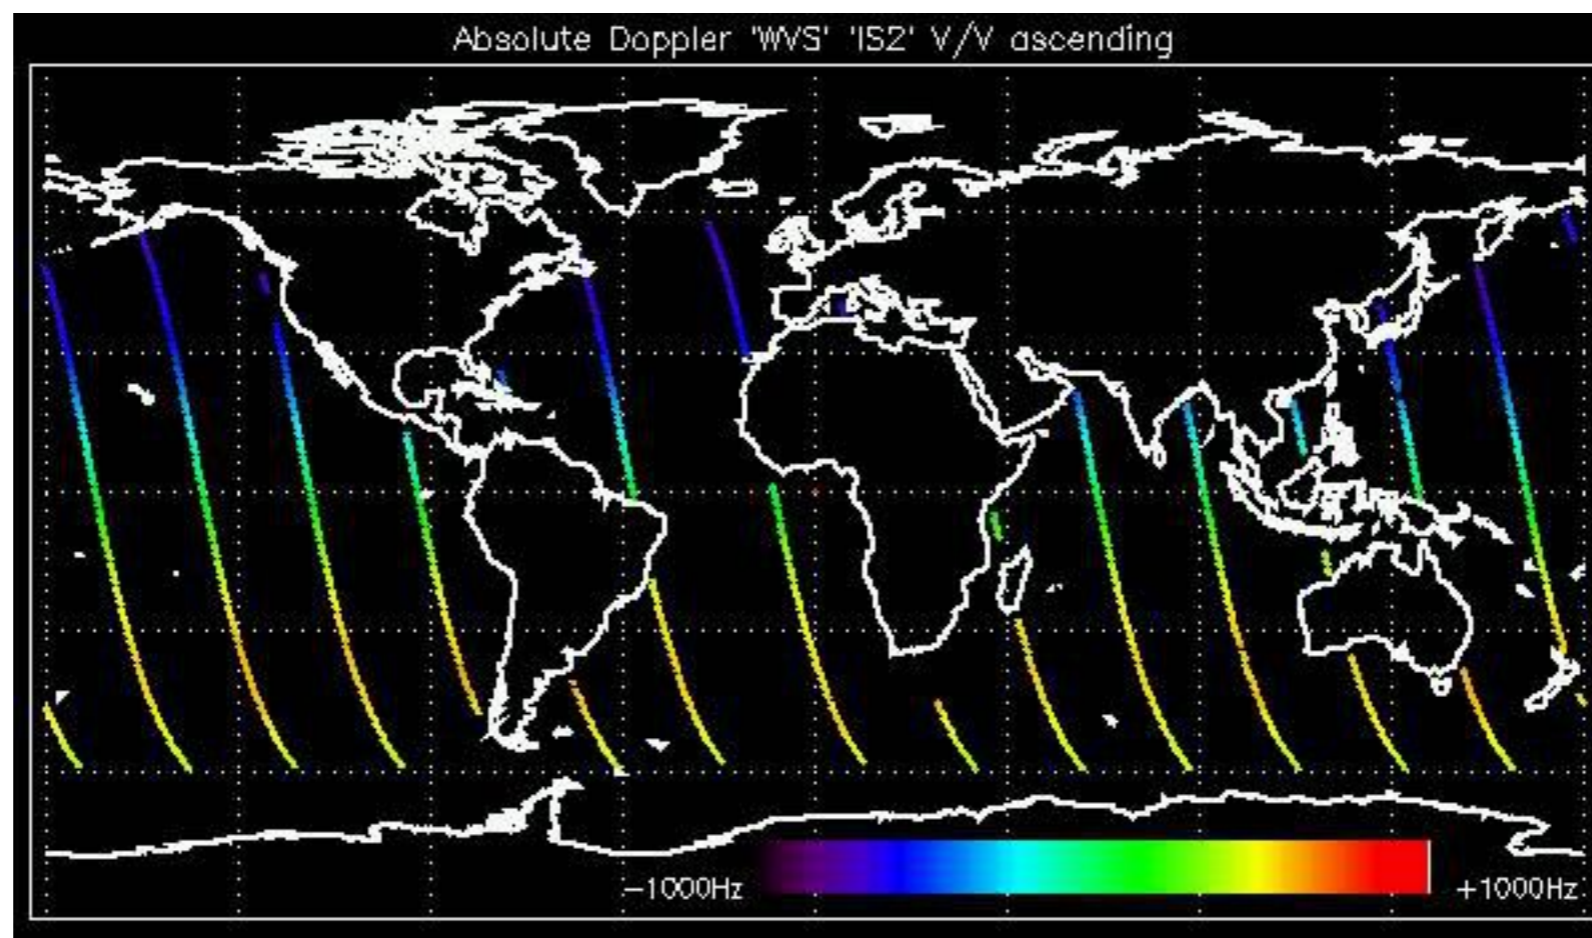 Absolute Doppler 'WVS' 'IS2' V/V ascending
-1000Hz +1000Hz